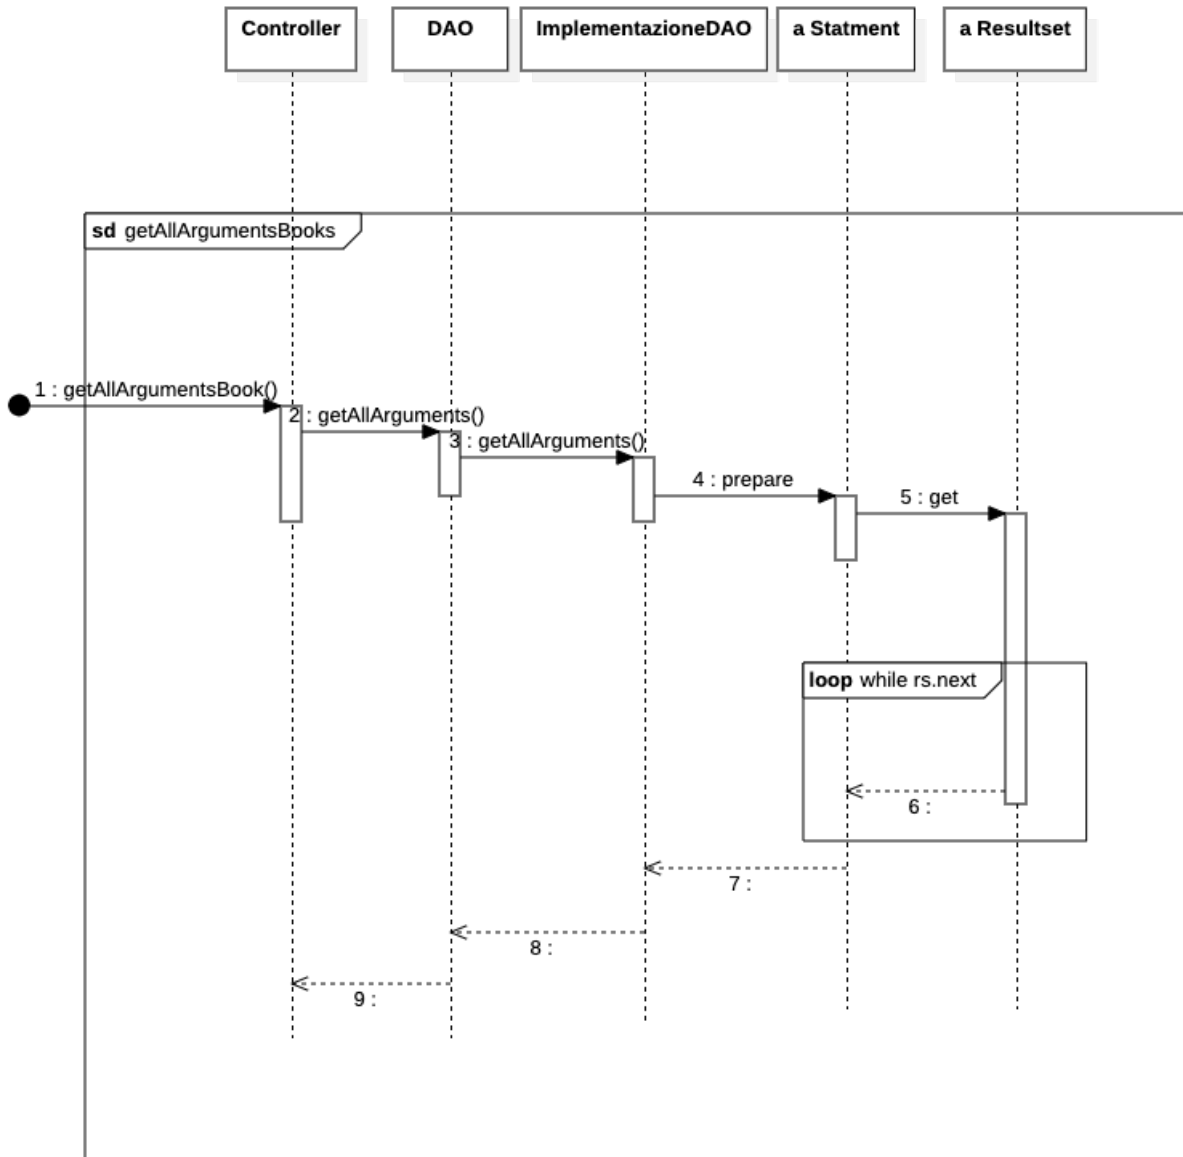 Controller
DAO
ImplementazioneDAO
a Statment
a Resultset
sd getAllArgumentsBooks
1 : getAllArgumentsBook()
2 : getAllArguments()
3 : getAllArguments()
4 : prepare
5 : get
loop while rs.next
6 :
7 :
8 :
9 :